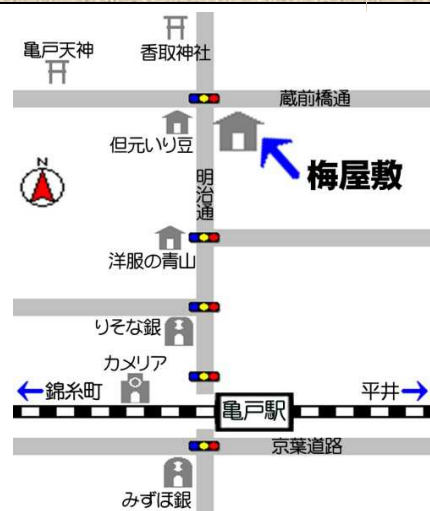 香取神社
亀戸天神
蔵前橋通
但元いり豆
梅屋敷
N
明治通
洋服の青山
りそな銀
カメリア
←錦糸町
平井→
亀戸駅
京葉道路
みずほ銀